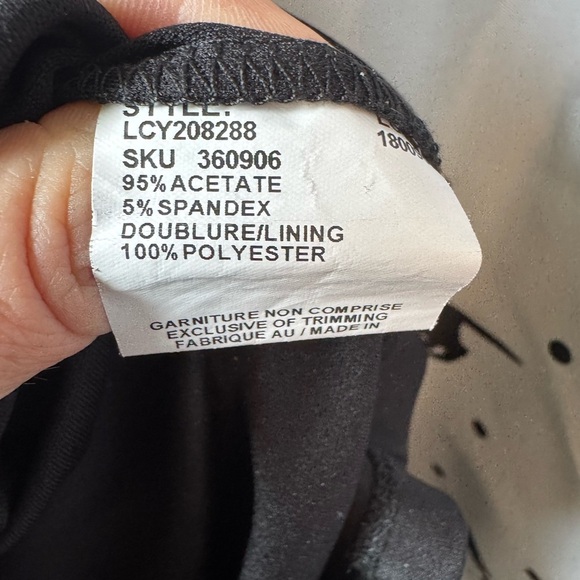 STYLE:
LCY208288
SKU 360906
95% ACETATE
5% SPANDEX
DOUBLURE/LINING
100% POLYESTER
GARNITURE NON COMPRISE
EXCLUSIVE OF TRIMMING
FABRIQUE AU / MADE IN